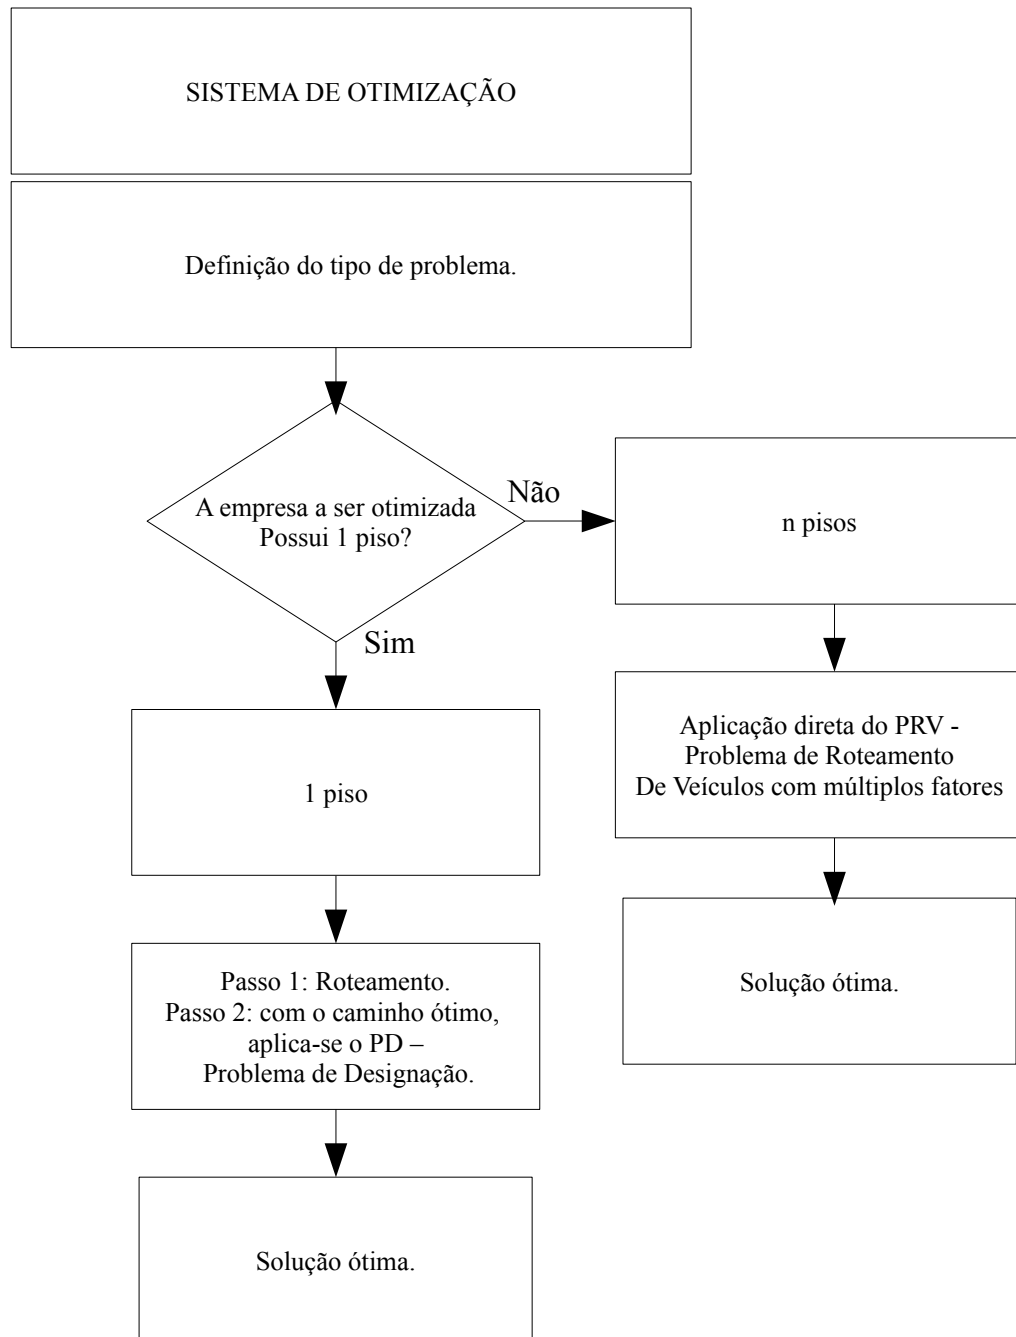 SISTEMA DE OTIMIZAÇÃO
Definição do tipo de problema.
A empresa a ser otimizada
Possui 1 piso?
Não
n pisos
Sim
Aplicação direta do PRV -
Problema de Roteamento
De Veículos com múltiplos fatores
1 piso
Solução ótima.
Passo 1: Roteamento.
Passo 2: com o caminho ótimo,
aplica-se o PD –
Problema de Designação.
Solução ótima.